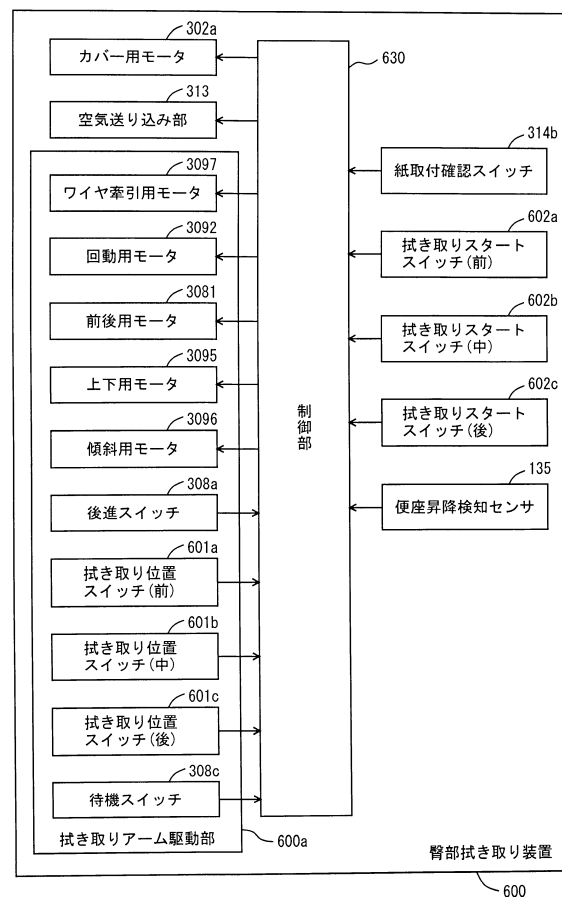 302a
カバー用モータ
313
空気送り込み部
3097
ワイヤ牽引用モータ
3092
回動用モータ
3081
前後用モータ
3095
上下用モータ
3096
傾斜用モータ
308a
後進スイッチ
601a
拭き取り位置
スイッチ(前)
601b
拭き取り位置
スイッチ(中)
601c
拭き取り位置
スイッチ(後)
308c
待機スイッチ
拭き取りアーム駆動部
600a
制御部
630
314b
紙取付確認スイッチ
602a
拭き取りスタート
スイッチ(前)
602b
拭き取りスタート
スイッチ(中)
602c
拭き取りスタート
スイッチ(後)
135
便座昇降検知センサ
臀部拭き取り装置
600